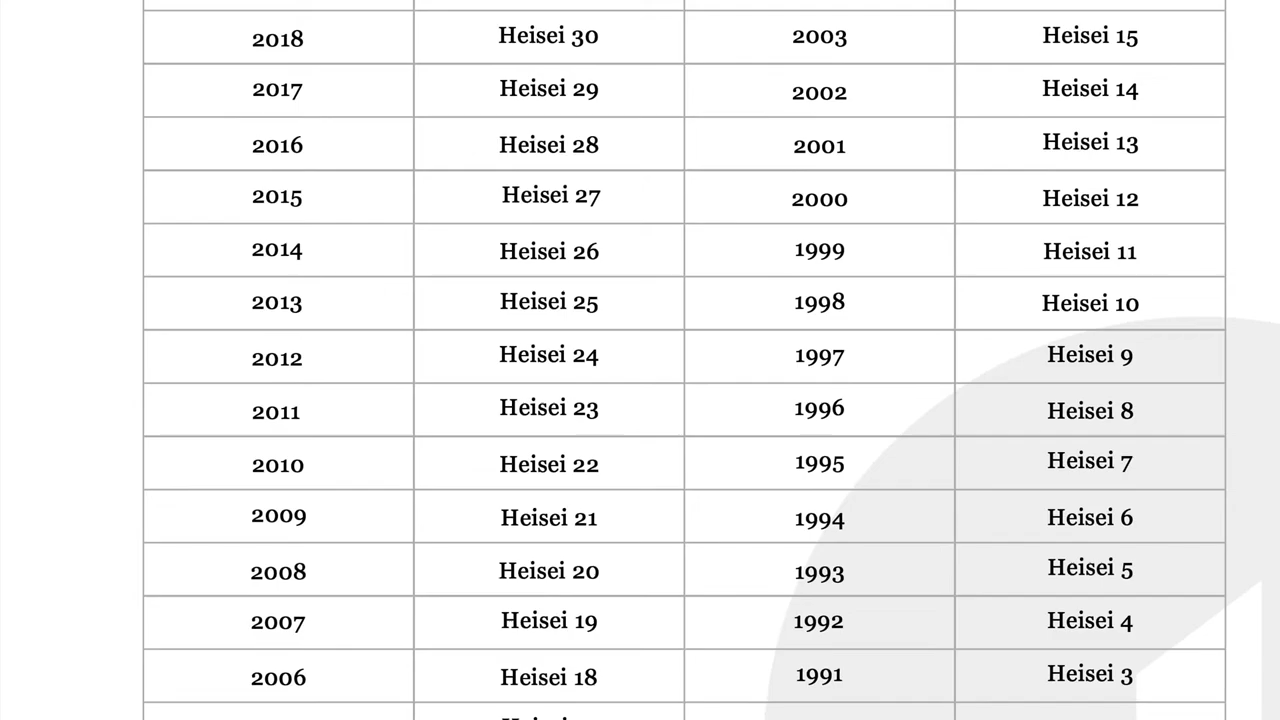 2018 Heisei 30 2003 Heisei 15
2017 Heisei 29 2002 Heisei 14
2016 Heisei 28 2001 Heisei 13
2015 Heisei 27 2000 Heisei 12
2014 Heisei 26 1999 Heisei 11
2013 Heisei 25 1998 Heisei 10
2012 Heisei 24 1997 Heisei 9
2011 Heisei 23 1996 Heisei 8
2010 Heisei 22 1995 Heisei 7
2009 Heisei 21 1994 Heisei 6
2008 Heisei 20 1993 Heisei 5
2007 Heisei 19 1992 Heisei 4
2006 Heisei 18 1991 Heisei 3